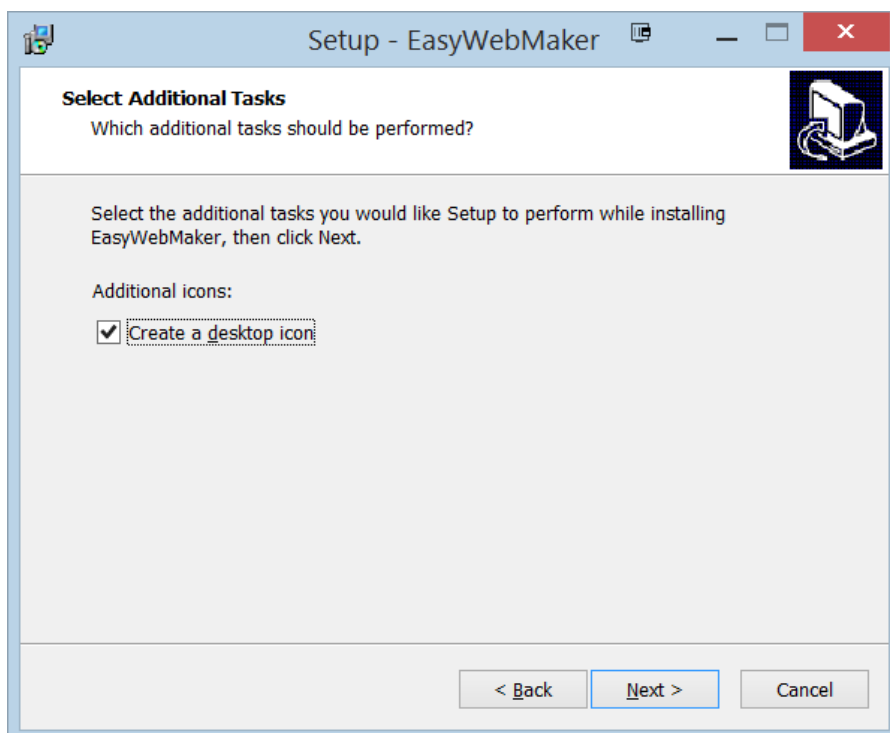 Setup - EasyWebMaker
Select Additional Tasks
Which additional tasks should be performed?
Select the additional tasks you would like Setup to perform while installing
EasyWebMaker, then click Next.
Additional icons:
Create a desktop icon
< Back Next > Cancel